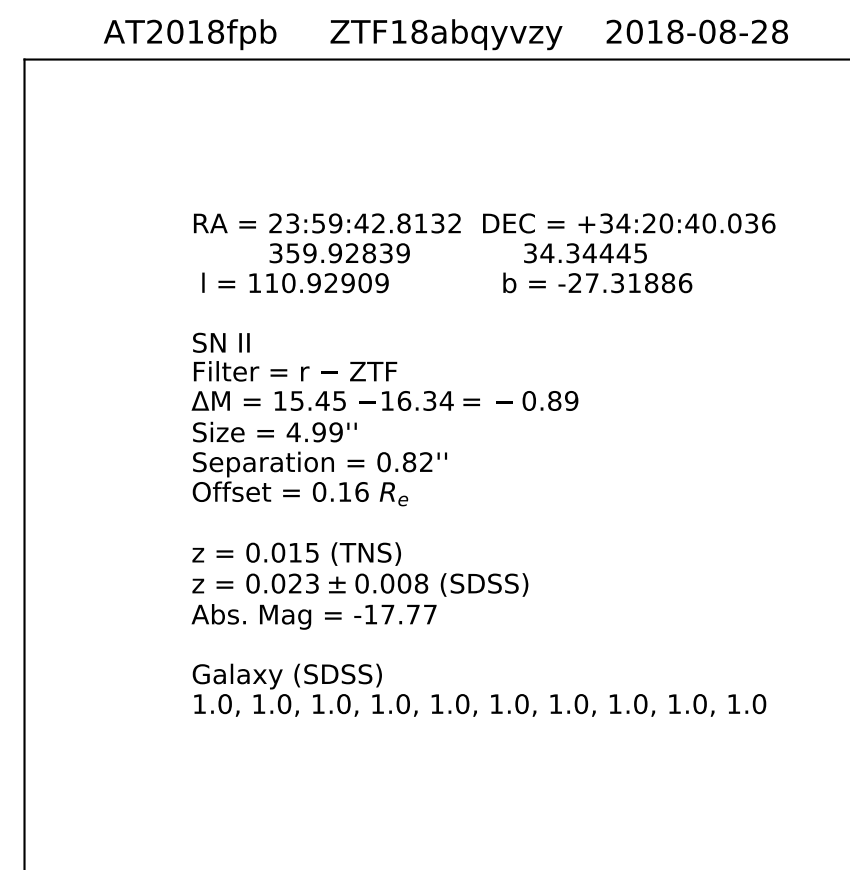 AT2018fpb ZTF18abqyvzy 2018-08-28
RA = 23:59:42.8132 DEC = +34:20:40.036
359.92839 34.34445
l = 110.92909 b = -27.31886
SN II
Filter = r − ZTF
ΔM = 15.45 −16.34 = − 0.89
Size = 4.99''
Separation = 0.82''
Offset = 0.16 Rₑ
z = 0.015 (TNS)
z = 0.023 ± 0.008 (SDSS)
Abs. Mag = -17.77
Galaxy (SDSS)
1.0, 1.0, 1.0, 1.0, 1.0, 1.0, 1.0, 1.0, 1.0, 1.0